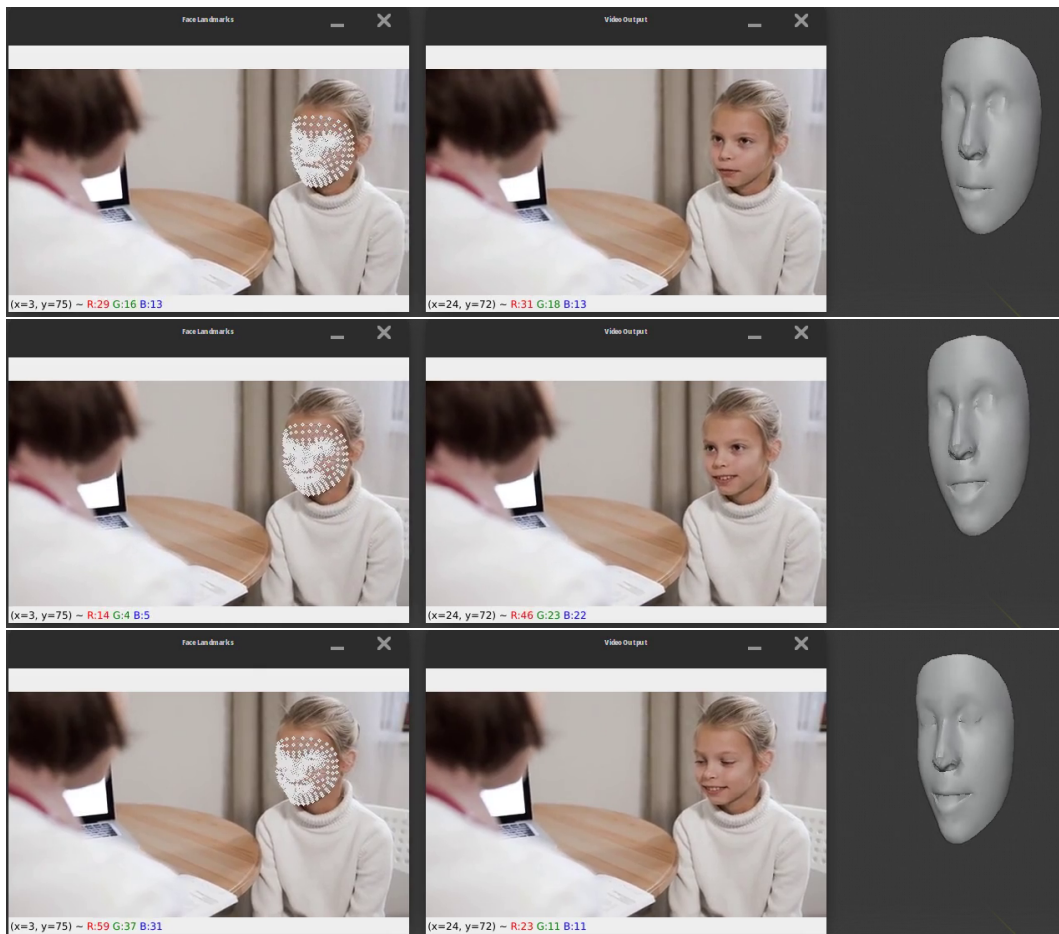 Face Landmarks
Video Output
(x=3, y=75) ~ R:29 G:16 B:13
(x=24, y=72) ~ R:31 G:18 B:13
Face Landmarks
Video Output
(x=3, y=75) ~ R:14 G:4 B:5
(x=24, y=72) ~ R:46 G:23 B:22
Face Landmarks
Video Output
(x=3, y=75) ~ R:59 G:37 B:31
(x=24, y=72) ~ R:23 G:11 B:11